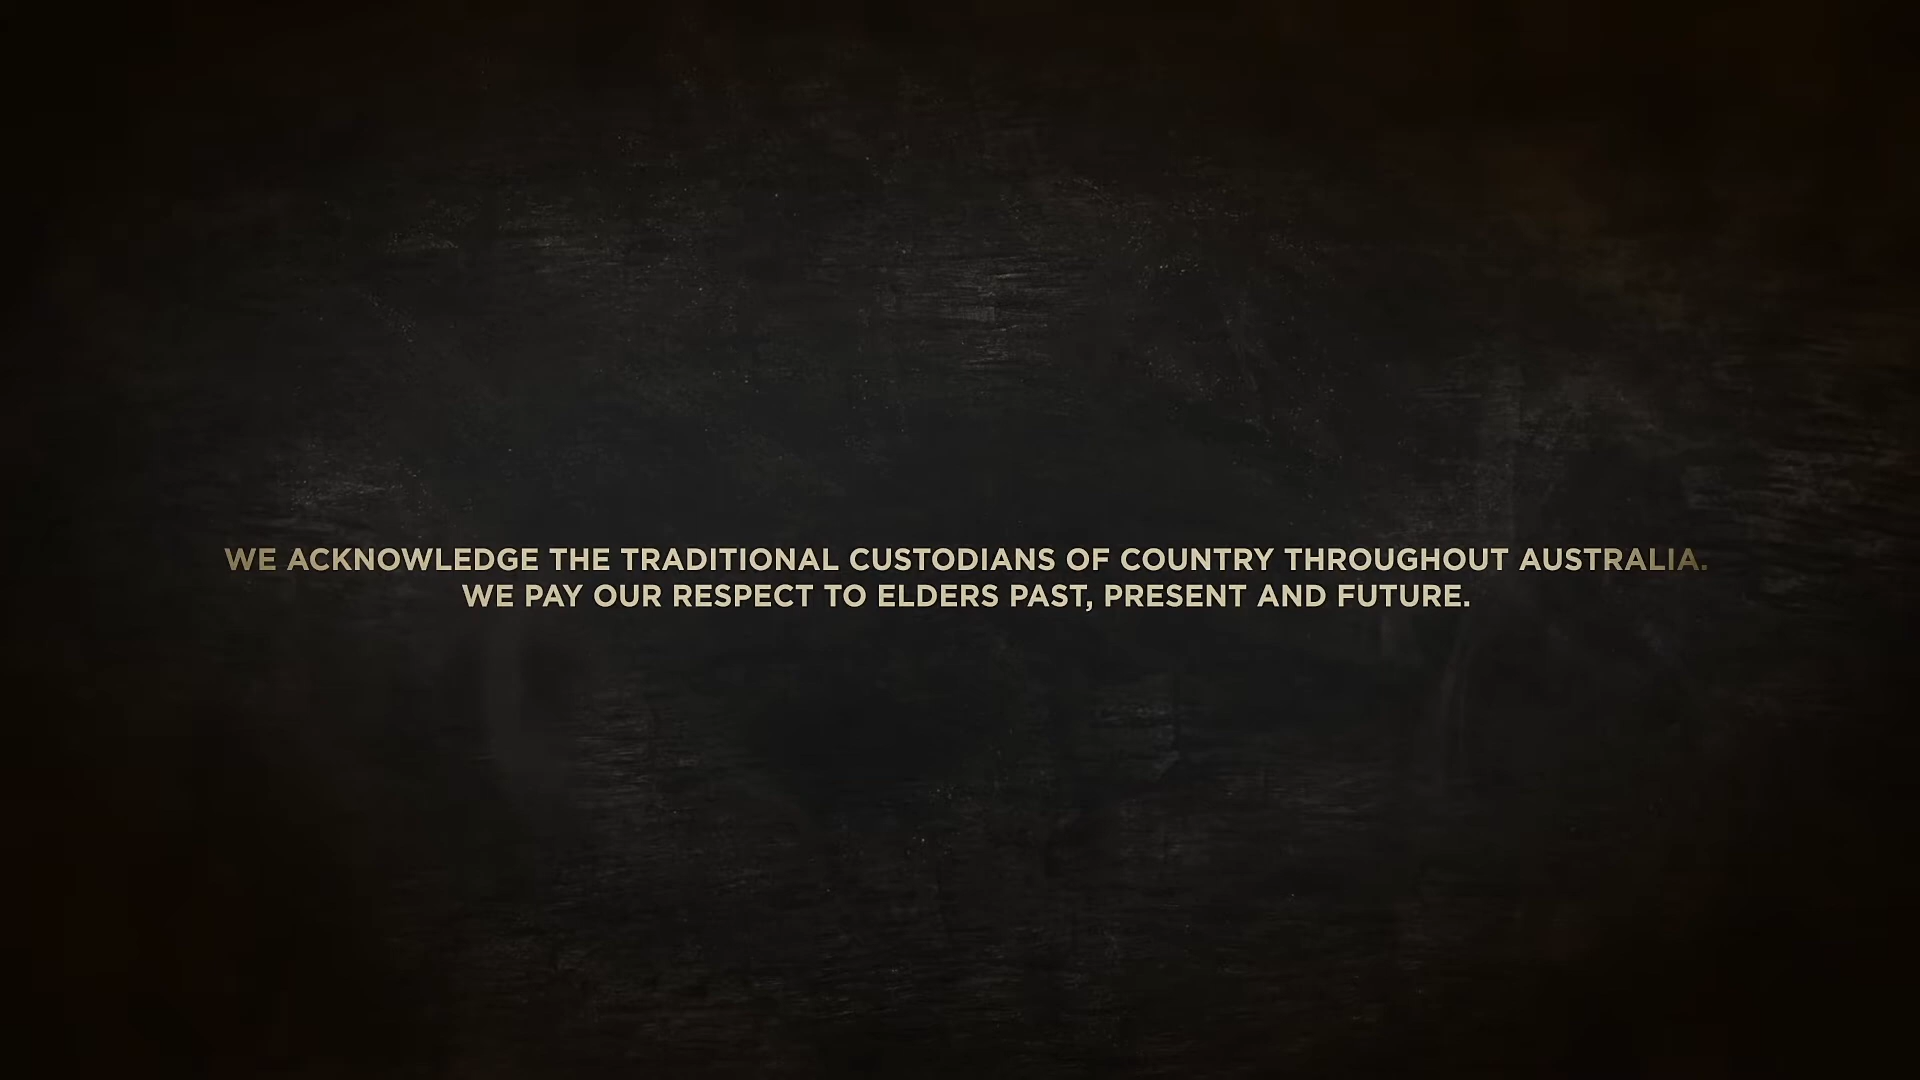 WE ACKNOWLEDGE THE TRADITIONAL CUSTODIANS OF COUNTRY THROUGHOUT AUSTRALIA.
WE PAY OUR RESPECT TO ELDERS PAST, PRESENT AND FUTURE.